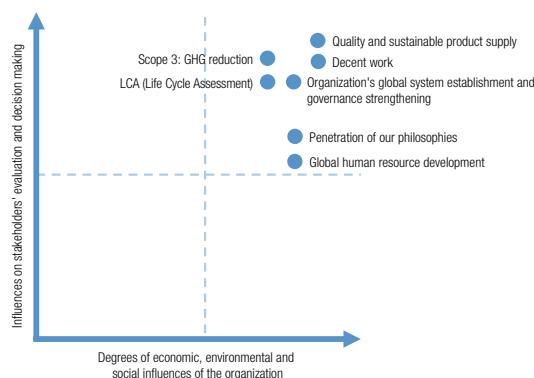 Influences on stakeholders' evaluation and decision making
Quality and sustainable product supply
Scope 3: GHG reduction
Decent work
LCA (Life Cycle Assessment)
Organization's global system establishment and
governance strengthening
Penetration of our philosophies
Global human resource development
Degrees of economic, environmental and
social influences of the organization